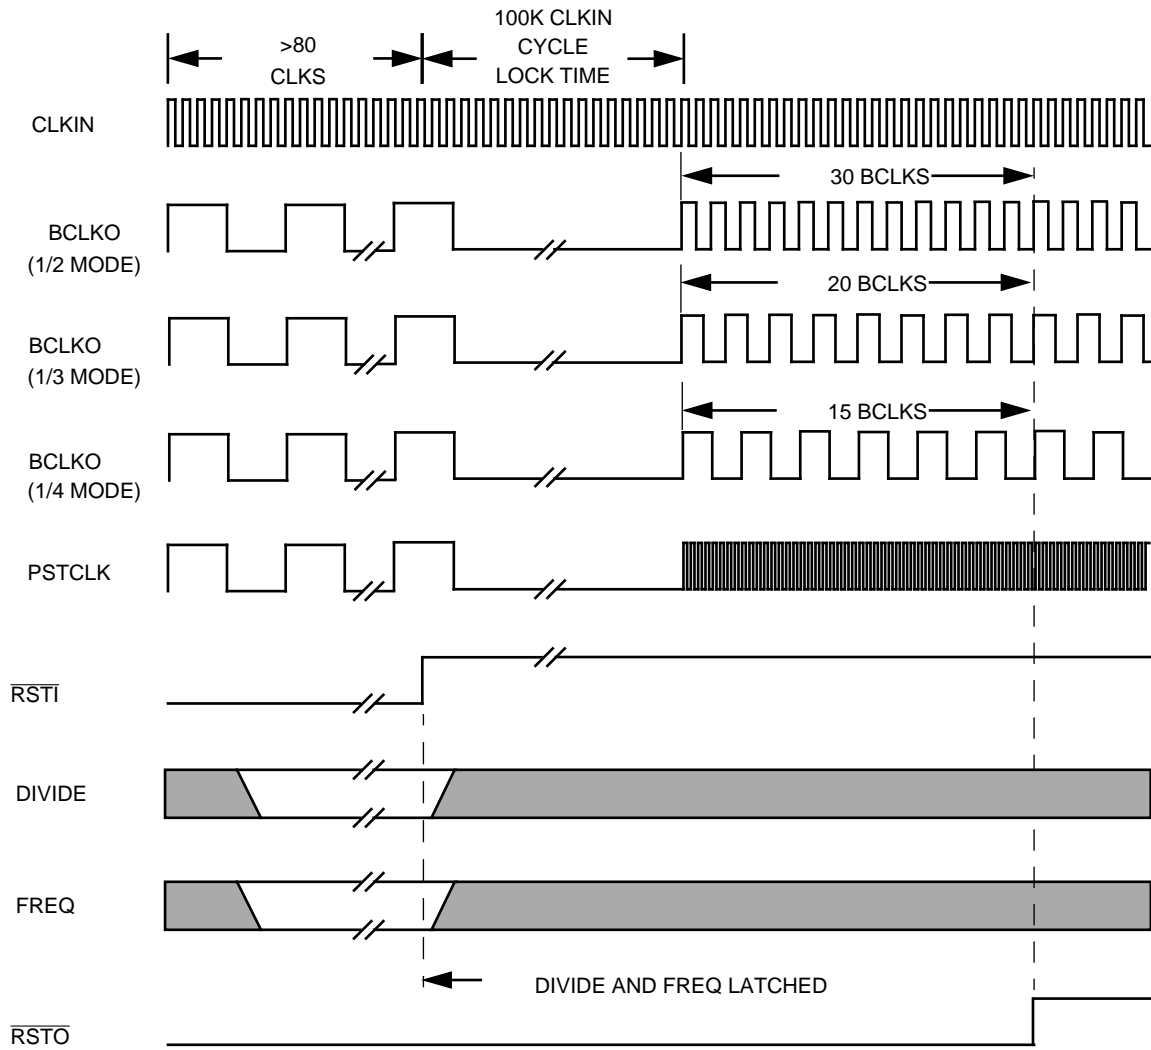 >80
CLKS
100K CLKIN
CYCLE
LOCK TIME
CLKIN
30 BCLKS
BCLKO
(1/2 MODE)
20 BCLKS
BCLKO
(1/3 MODE)
15 BCLKS
BCLKO
(1/4 MODE)
PSTCLK
RSTI
DIVIDE
FREQ
DIVIDE AND FREQ LATCHED
RSTO